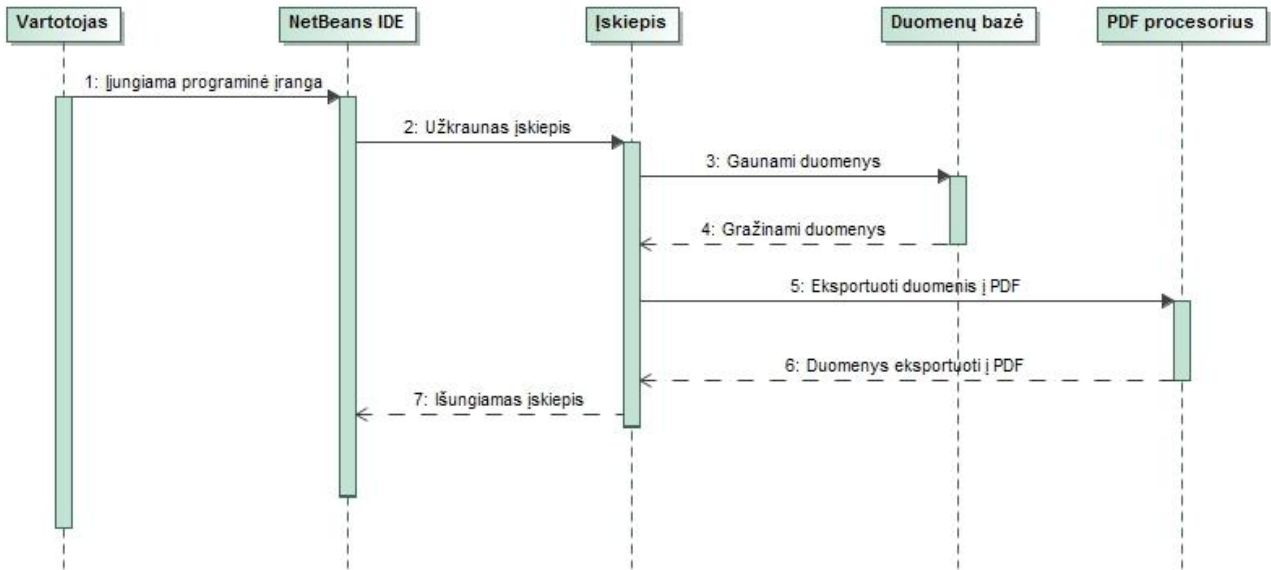 Vartotojas
NetBeans IDE
Įskiepis
Duomenų bazė
PDF procesorius
1: Įjungiama programinė įranga
2: Užkraunas įskiepis
3: Gaunami duomenys
4: Gražinami duomenys
5: Eksportuoti duomenis į PDF
6: Duomenys eksportuoti į PDF
7: Išungiamas įskiepis